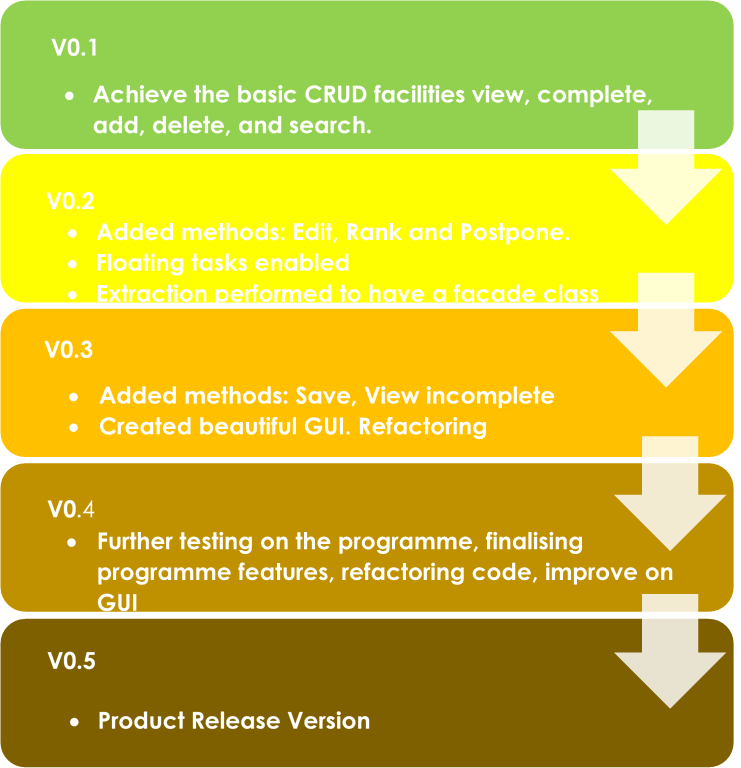 V0.1
• Achieve the basic CRUD facilities view, complete,
add, delete, and search.
V0.2
• Added methods: Edit, Rank and Postpone.
• Floating tasks enabled
• Extraction performed to have a facade class
V0.3
• Added methods: Save, View incomplete
• Created beautiful GUI. Refactoring
V0.4
• Further testing on the programme, finalising
programme features, refactoring code, improve on
GUI
V0.5
• Product Release Version